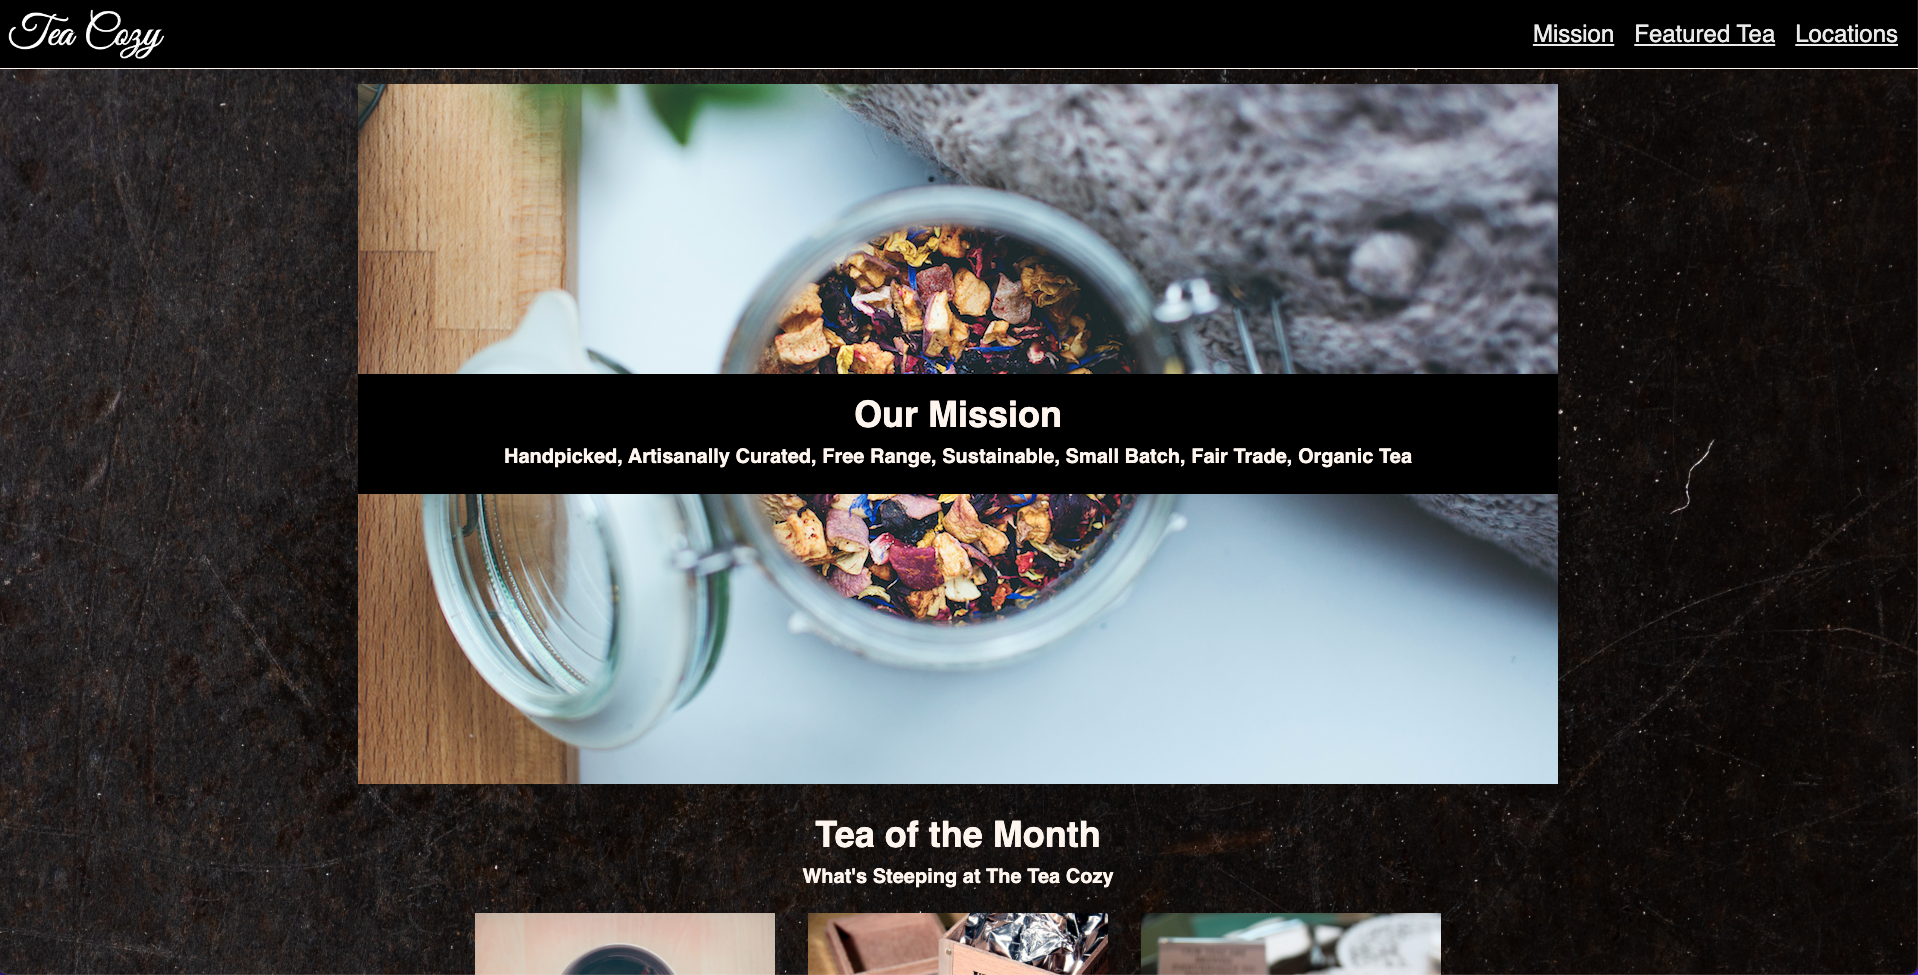 Tea Cozy
Mission Featured Tea Locations
Our Mission
Handpicked, Artisanally Curated, Free Range, Sustainable, Small Batch, Fair Trade, Organic Tea
Tea of the Month
What's Steeping at The Tea Cozy